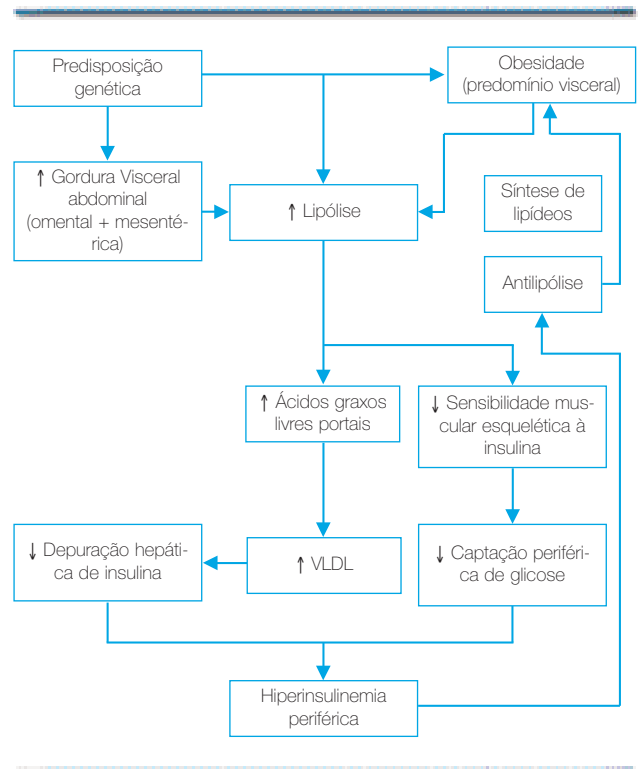 Predisposição
genética
Obesidade
(predomínio visceral)
↑ Gordura Visceral
abdominal
(omental + mesenté-
rica)
↑ Lipólise
Síntese de
lipídeos
Antilipólise
↑ Ácidos graxos
livres portais
↓ Sensibilidade mus-
cular esquelética à
insulina
↓ Depuração hepáti-
ca de insulina
↑ VLDL
↓ Captação periféri-
ca de glicose
Hiperinsulinemia
periférica